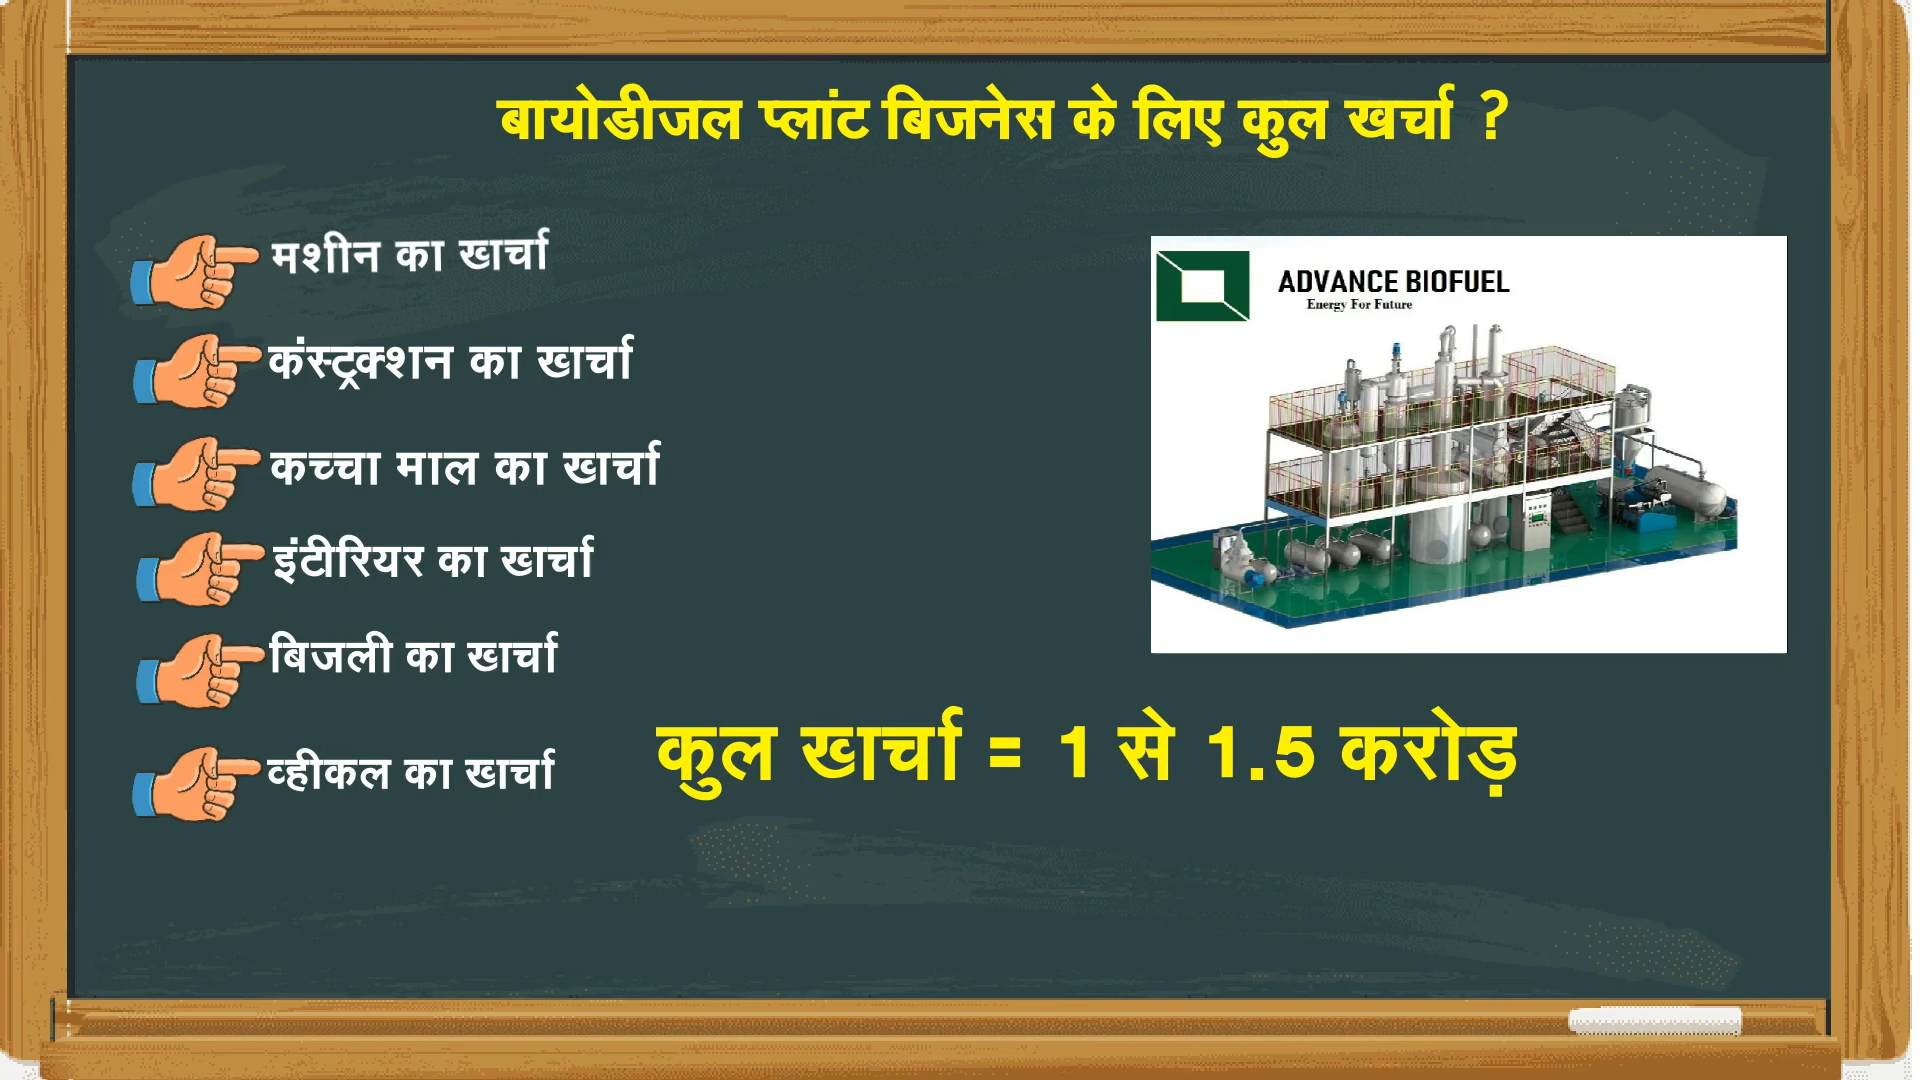 बायोडीजल प्लांट बिजनेस के लिए कुल खर्चा ?
मशीन का खार्चा
कंस्ट्रक्शन का खार्चा
कच्चा माल का खार्चा
इंटीरियर का खार्चा
बिजली का खार्चा
व्हीकल का खार्चा
ADVANCE BIOFUEL
Energy For Future
कुल खार्चा = 1 से 1.5 करोड़